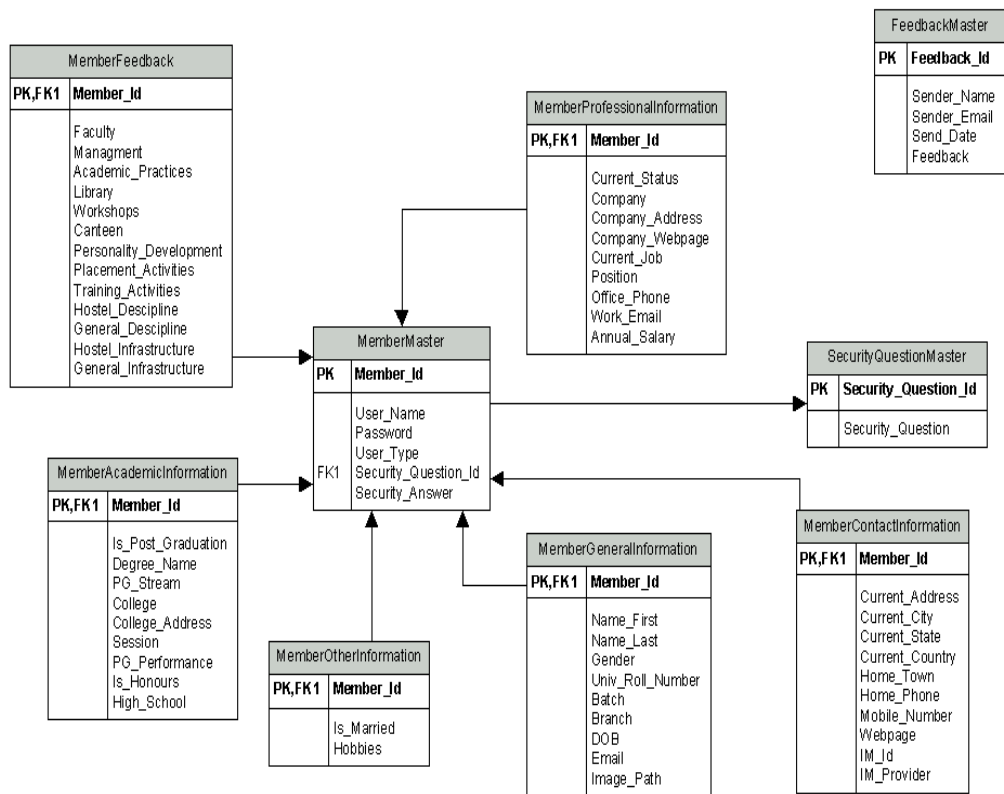 MemberFeedback
PK,FK1 Member_Id
Faculty
Managment
Academic_Practices
Library
Workshops
Canteen
Personality_Development
Placement_Activities
Training_Activities
Hostel_Descipline
General_Descipline
Hostel_Infrastructure
General_Infrastructure
MemberProfessionalInformation
PK,FK1 Member_Id
Current_Status
Company
Company_Address
Company_Webpage
Current_Job
Position
Office_Phone
Work_Email
Annual_Salary
FeedbackMaster
PK Feedback_Id
Sender_Name
Sender_Email
Send_Date
Feedback
MemberMaster
PK Member_Id
User_Name
Password
User_Type
FK1 Security_Question_Id
Security_Answer
SecurityQuestionMaster
PK Security_Question_Id
Security_Question
MemberAcademicInformation
PK,FK1 Member_Id
Is_Post_Graduation
Degree_Name
PG_Stream
College
College_Address
Session
PG_Performance
Is_Honours
High_School
MemberOtherInformation
PK,FK1 Member_Id
Is_Married
Hobbies
MemberGeneralInformation
PK,FK1 Member_Id
Name_First
Name_Last
Gender
Univ_Roll_Number
Batch
Branch
DOB
Email
Image_Path
MemberContactInformation
PK,FK1 Member_Id
Current_Address
Current_City
Current_State
Current_Country
Home_Town
Home_Phone
Mobile_Number
Webpage
IM_Id
IM_Provider